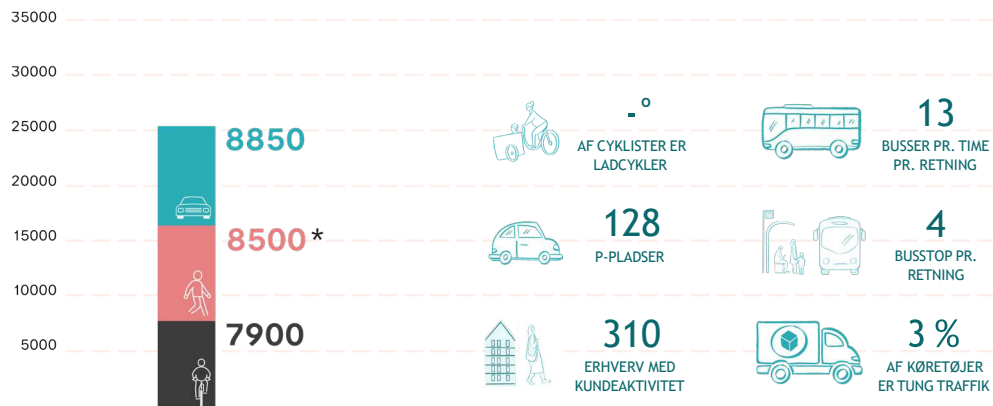 35000
30000
25000
20000
15000
10000
5000
8850
8500*
7900
-°
AF CYKLISTER ER
LADCYKLER
13
BUSSER PR. TIME
PR. RETNING
128
P-PLADSER
4
BUSSTOP PR.
RETNING
310
ERHVERV MED
KUNDEAKTIVITET
3 %
AF KØRETØJER
ER TUNG TRAFFIK